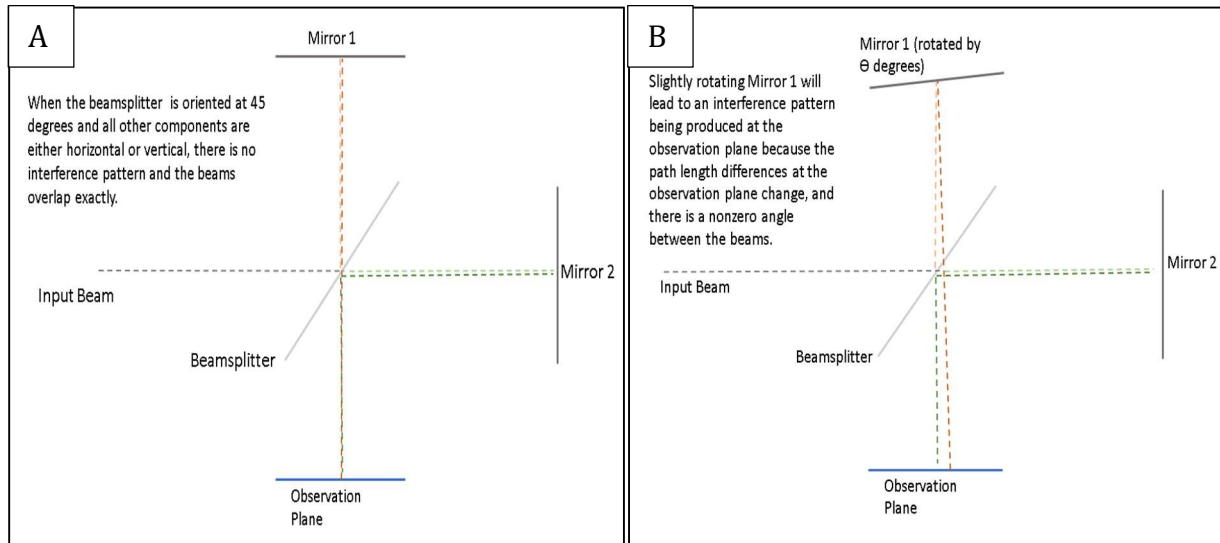 A
Mirror 1
When the beamsplitter is oriented at 45
degrees and all other components are
either horizontal or vertical, there is no
interference pattern and the beams
overlap exactly.
Mirror 2
Input Beam
Beamsplitter
Observation
Plane
B
Mirror 1 (rotated by
Θ degrees)
Slightly rotating Mirror 1 will
lead to an interference pattern
being produced at the
observation plane because the
path length differences at the
observation plane change, and
there is a nonzero angle
between the beams.
Mirror 2
Input Beam
Beamsplitter
Observation
Plane